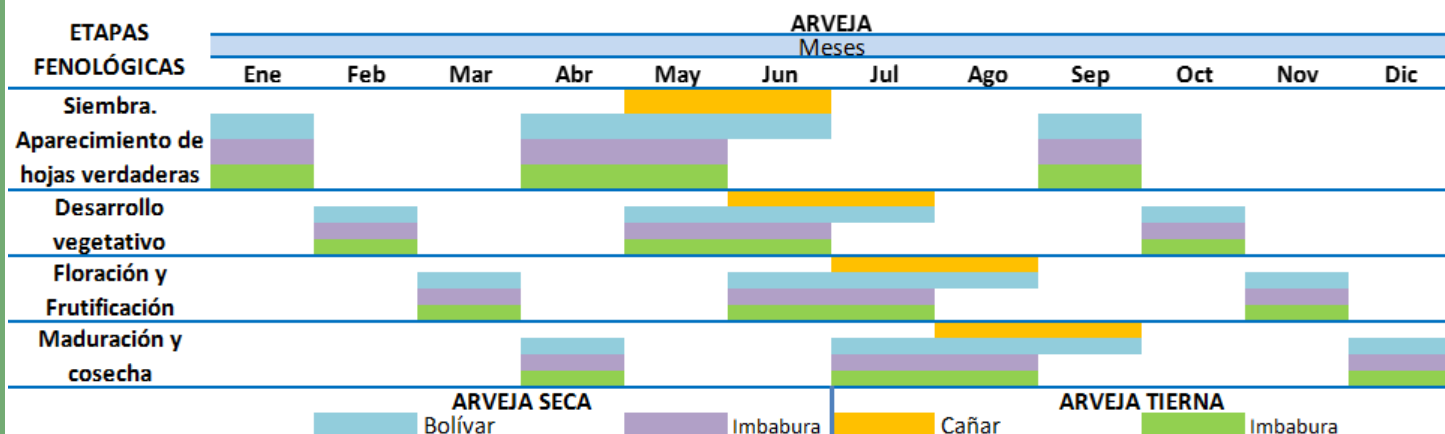 ETAPAS
FENOLÓGICAS
ARVEJA
Meses
Ene Feb Mar Abr May Jun Jul Ago Sep Oct Nov Dic
Siembra.
Aparecimiento de
hojas verdaderas
Desarrollo
vegetativo
Floración y
Frutificación
Maduración y
cosecha
ARVEJA SECA ARVEJA TIERNA
Bolívar Imbabura Cañar Imbabura